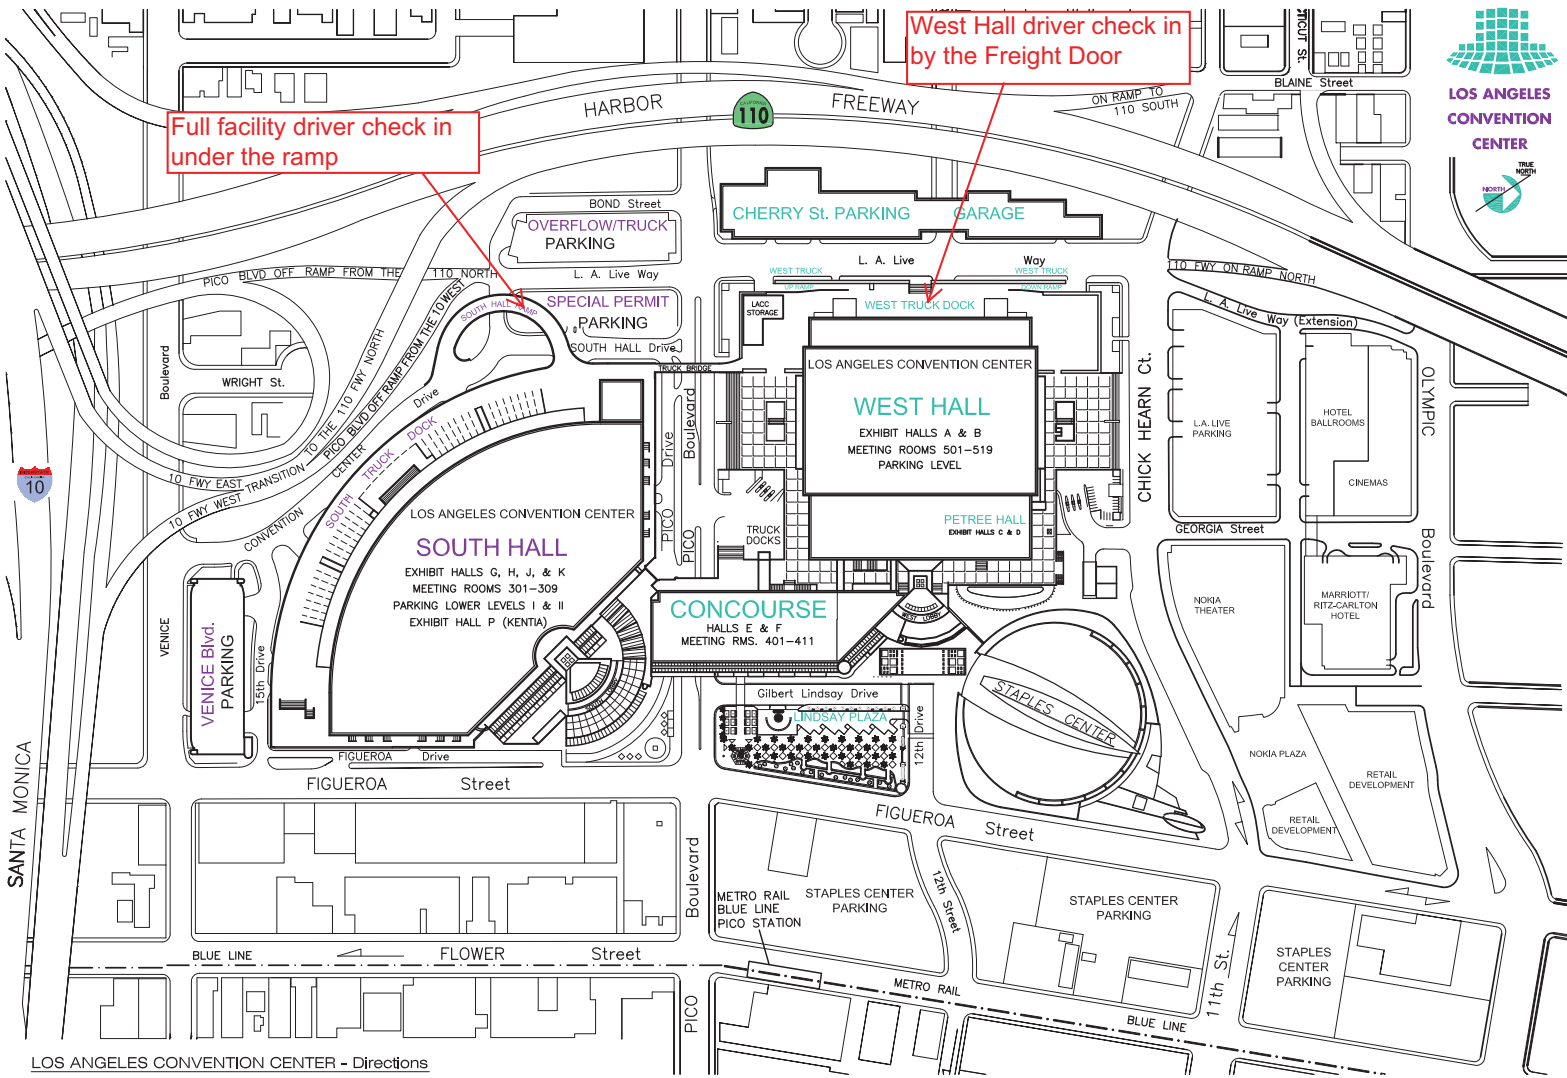 West Hall driver check in
by the Freight Door
Full facility driver check in
under the ramp
HARBOR FREEWAY
CALIFORNIA
110
ON RAMP TO
110 SOUTH
BLAINE Street
LOS ANGELES
CONVENTION
CENTER
TRUE
NORTH
NORTH
BOND Street
OVERFLOW/TRUCK
PARKING
L. A. Live Way
CHERRY St. PARKING GARAGE
L. A. Live Way
WEST TRUCK
UP RAMP
WEST TRUCK
DOWN RAMP
WEST TRUCK DOCK
LACC
STORAGE
PICO BLVD OFF RAMP FROM THE 110 NORTH
SOUTH HALL RAMP
SPECIAL PERMIT
PARKING
SOUTH HALL Drive
TRUCK BRIDGE
110 FWY ON RAMP NORTH
L. A. Live Way (Extension)
Boulevard
WRIGHT St.
10 FWY WEST TRANSITION TO THE 110 FWY NORTH
PICO BLVD OFF RAMP FROM THE 10 WEST
10 FWY EAST
CONVENTION CENTER Drive
SOUTH TRUCK DOCK
10
LOS ANGELES CONVENTION CENTER
WEST HALL
EXHIBIT HALLS A & B
MEETING ROOMS 501-519
PARKING LEVEL
PETREE HALL
EXHIBIT HALLS C & D
TRUCK
DOCKS
PICO Drive
PICO Boulevard
CHICK HEARN Ct.
L.A. LIVE
PARKING
HOTEL
BALLROOMS
CINEMAS
OLYMPIC
Boulevard
GEORGIA Street
NOKIA
THEATER
MARRIOTT/
RITZ-CARLTON
HOTEL
LOS ANGELES CONVENTION CENTER
SOUTH HALL
EXHIBIT HALLS G, H, J, & K
MEETING ROOMS 301-309
PARKING LOWER LEVELS I & II
EXHIBIT HALL P (KENTIA)
CONCOURSE
HALLS E & F
MEETING RMS. 401-411
WEST LOBBY
VENICE
VENICE Blvd.
PARKING
15th Drive
Gilbert Lindsay Drive
LINDSAY PLAZA
12th Drive
STAPLES CENTER
NOKIA PLAZA
RETAIL
DEVELOPMENT
RETAIL
DEVELOPMENT
FIGUEROA Drive
FIGUEROA Street
FIGUEROA Street
SANTA MONICA
Boulevard
METRO RAIL
BLUE LINE
PICO STATION
STAPLES CENTER
PARKING
12th Street
STAPLES CENTER
PARKING
11th St.
STAPLES
CENTER
PARKING
BLUE LINE
FLOWER Street
METRO RAIL
BLUE LINE
PICO
LOS ANGELES CONVENTION CENTER - Directions